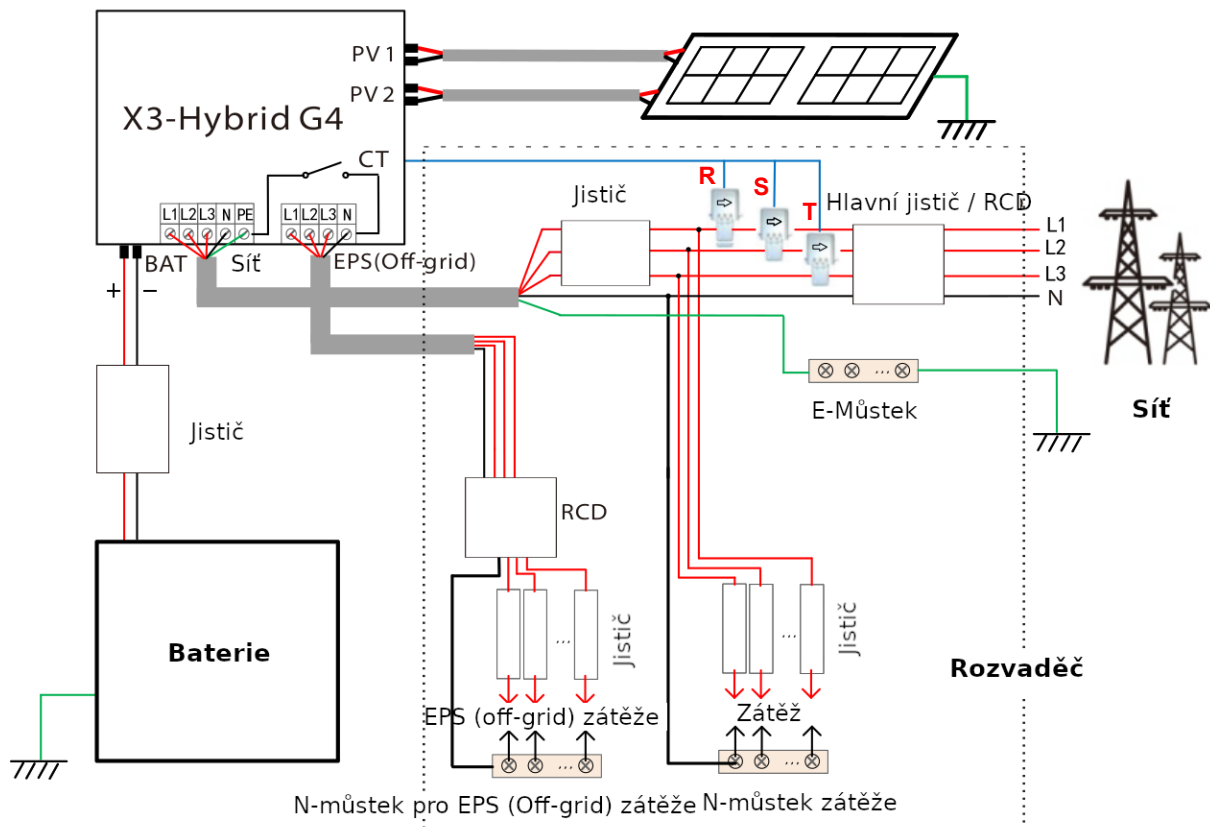 PV 1
PV 2
X3-Hybrid G4
CT
L1 L2 L3 N PE
L1 L2 L3 N
BAT
Síť
EPS(Off-grid)
+
−
R
S
T
Jistič
Hlavní jistič / RCD
L1
L2
L3
N
...
E-Můstek
Síť
Jistič
RCD
Baterie
...
Jistič
...
Jistič
Rozvaděč
EPS (off-grid) zátěže
Zátěž
...
...
N-můstek pro EPS (Off-grid) zátěže
N-můstek zátěže